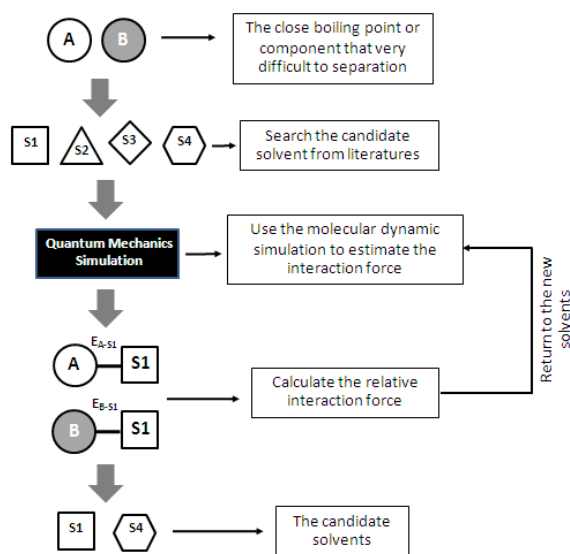 A
B
The close boiling point or
component that very
difficult to separation
S1
S2
S3
S4
Search the candidate
solvent from literatures
Quantum Mechanics
Simulation
Use the molecular dynamic
simulation to estimate the
interaction force
Return to the new
solvents
EA-S1
A
S1
Calculate the relative
interaction force
EB-S1
B
S1
S1
S4
The candidate
solvents